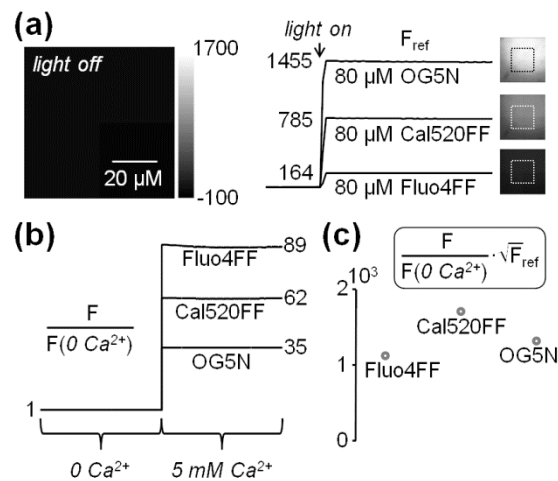 (a)
light off
1700
-100
20 µM
light on
F_ref
1455
80 µM OG5N
785
80 µM Cal520FF
164
80 µM Fluo4FF
(b)
F
F(0 Ca²⁺)
1
Fluo4FF
89
Cal520FF
62
OG5N
35
0 Ca²⁺
5 mM Ca²⁺
(c)
F / F(0 Ca²⁺) · √F_ref
10³
2
1
0
Fluo4FF
Cal520FF
OG5N